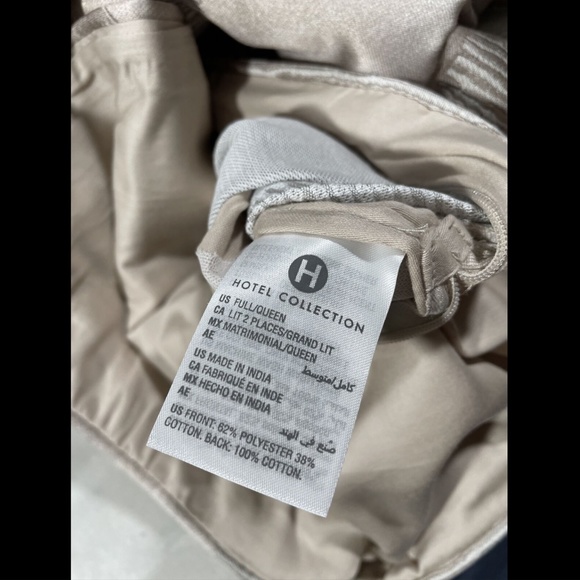 H
HOTEL COLLECTION
US FULL/QUEEN
CA LIT 2 PLACES/GRAND LIT
MX MATRIMONIAL/QUEEN
AE كامل/متوسط
US MADE IN INDIA
CA FABRIQUÉ EN INDE
MX HECHO EN INDIA
AE صُنع في الهند
US FRONT: 62% POLYESTER 38%
COTTON. BACK: 100% COTTON.